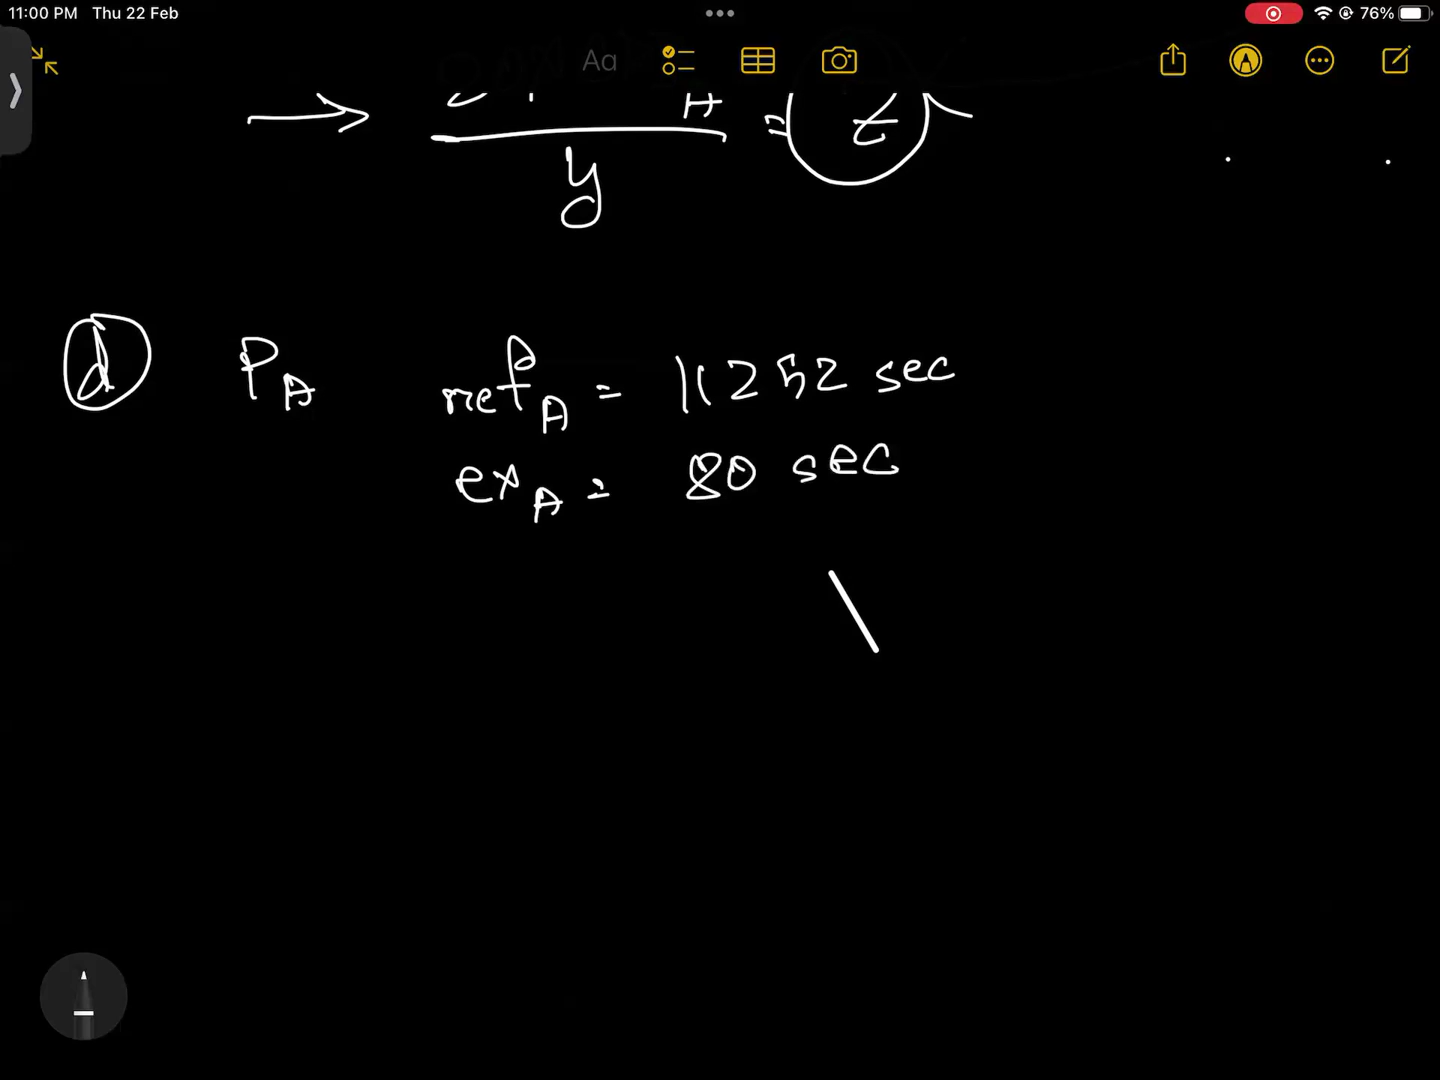 11:00 PM Thu 22 Feb
76%
Aa
A
y
= t
d P_A ref_A = 11252 sec
ex_A = 80 sec